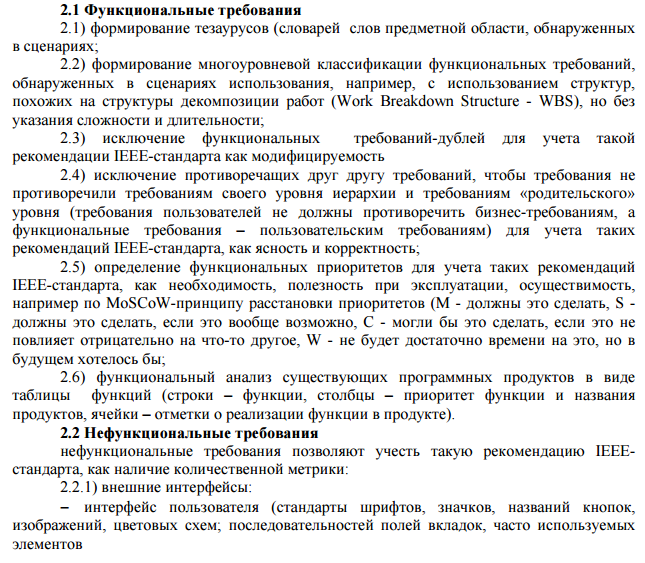 2.1 Функциональные требования
2.1) формирование тезаурусов (словарей слов предметной области, обнаруженных
в сценариях;
2.2) формирование многоуровневой классификации функциональных требований,
обнаруженных в сценариях использования, например, с использованием структур,
похожих на структуры декомпозиции работ (Work Breakdown Structure - WBS), но без
указания сложности и длительности;
2.3) исключение функциональных требований-дублей для учета такой
рекомендации IEEE-стандарта как модифицируемость
2.4) исключение противоречащих друг другу требований, чтобы требования не
противоречили требованиям своего уровня иерархии и требованиям «родительского»
уровня (требования пользователей не должны противоречить бизнес-требованиям, а
функциональные требования – пользовательским требованиям) для учета таких
рекомендаций IEEE-стандарта, как ясность и корректность;
2.5) определение функциональных приоритетов для учета таких рекомендаций
IEEE-стандарта, как необходимость, полезность при эксплуатации, осуществимость,
например по MoSCoW-принципу расстановки приоритетов (M - должны это сделать, S -
должны это сделать, если это вообще возможно, C - могли бы это сделать, если это не
повлияет отрицательно на что-то другое, W - не будет достаточно времени на это, но в
будущем хотелось бы;
2.6) функциональный анализ существующих программных продуктов в виде
таблицы функций (строки – функции, столбцы – приоритет функции и названия
продуктов, ячейки – отметки о реализации функции в продукте).
2.2 Нефункциональные требования
нефункциональные требования позволяют учесть такую рекомендацию IEEE-
стандарта, как наличие количественной метрики:
2.2.1) внешние интерфейсы:
– интерфейс пользователя (стандарты шрифтов, значков, названий кнопок,
изображений, цветовых схем; последовательностей полей вкладок, часто используемых
элементов